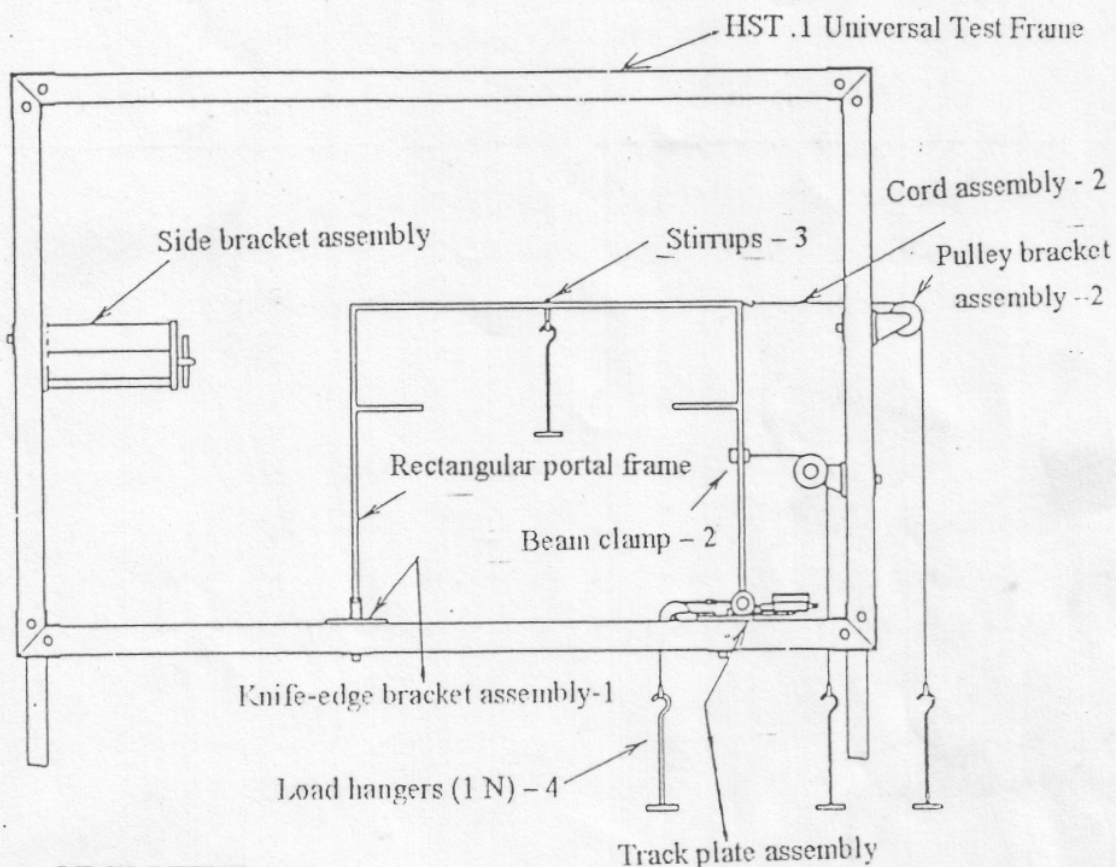 HST .1 Universal Test Frame
Cord assembly - 2
Side bracket assembly
Stirrups – 3
Pulley bracket
assembly --2
Rectangular portal frame
Beam clamp – 2
Knife-edge bracket assembly-1
Load hangers (1 N) – 4
Track plate assembly